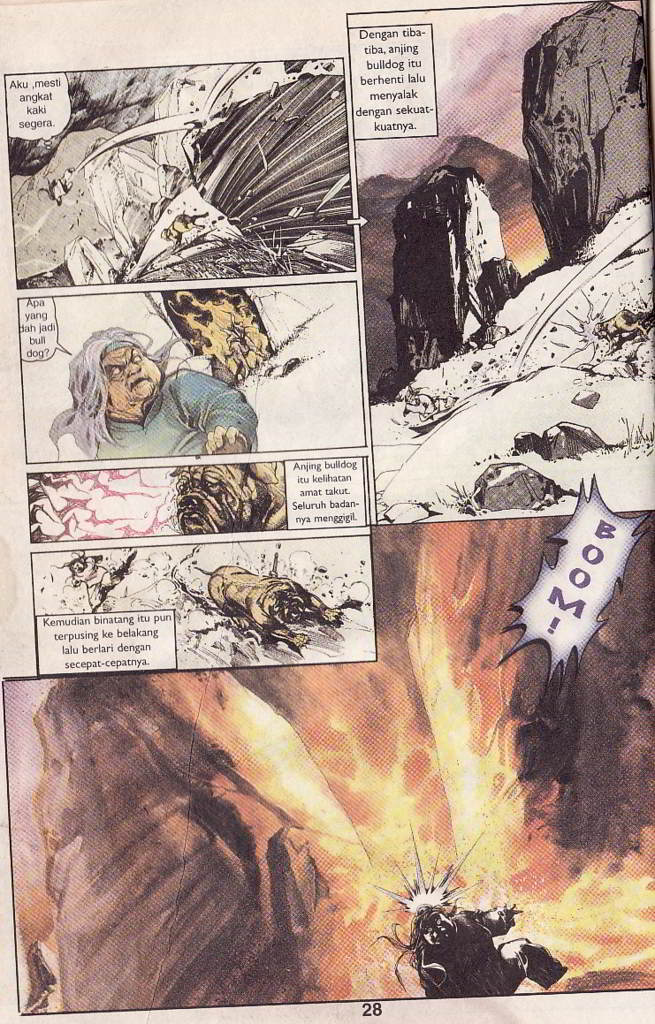 Aku ,mesti
angkat
kaki
segera.
Dengan tiba-
tiba, anjing
bulldog itu
berhenti lalu
menyalak
dengan sekuat-
kuatnya.
Apa
yang
dah jadi
bull
dog?
Anjing bulldog
itu kelihatan
amat takut.
Seluruh badan-
nya menggigil.
Kemudian binatang itu pun
terpusing ke belakang
lalu berlari dengan
secepat-cepatnya.
BOOM!
28